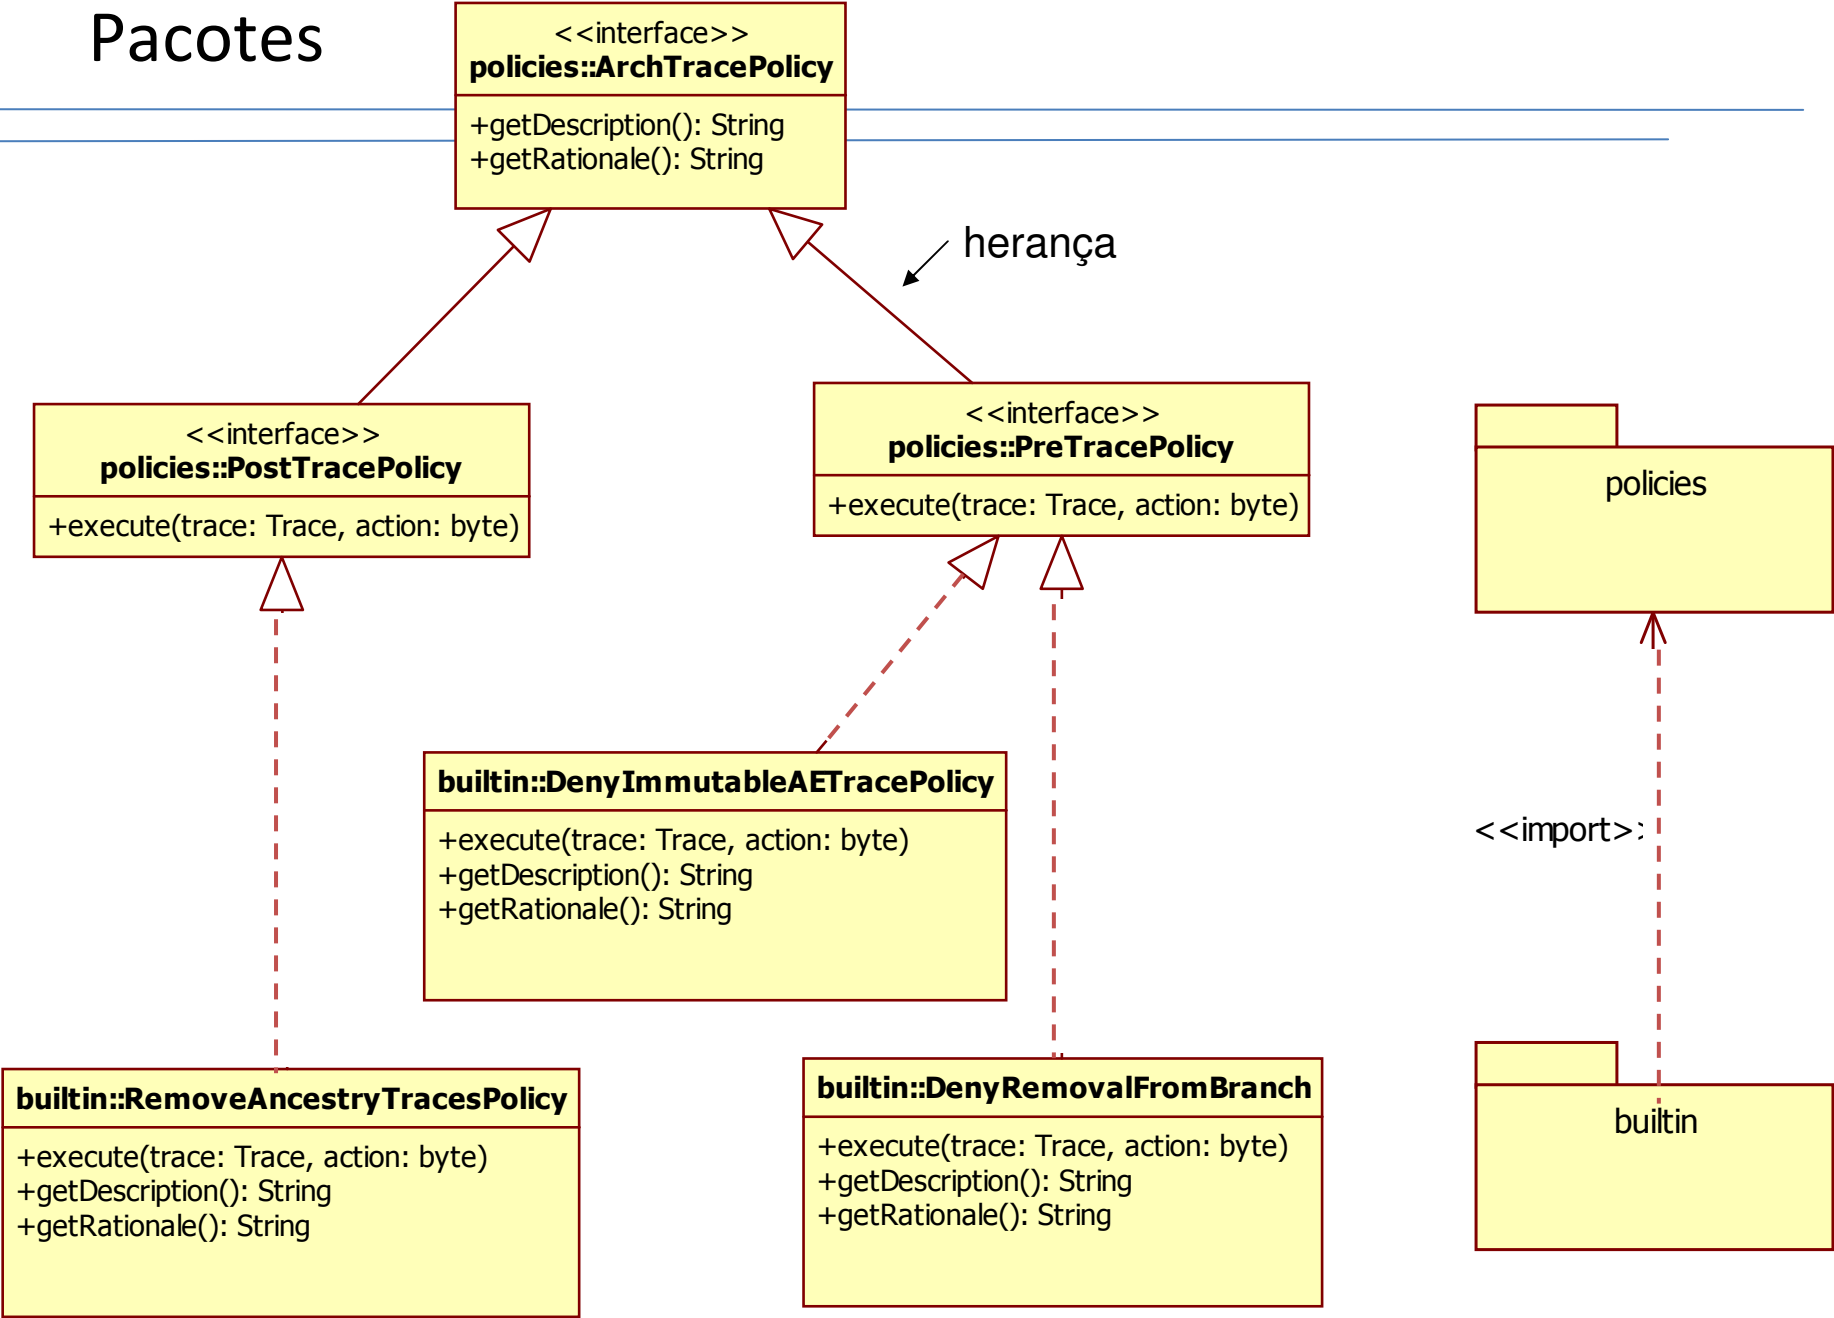 Pacotes
<<interface>>
policies::ArchTracePolicy
+getDescription(): String
+getRationale(): String
herança
<<interface>>
policies::PostTracePolicy
+execute(trace: Trace, action: byte)
<<interface>>
policies::PreTracePolicy
+execute(trace: Trace, action: byte)
policies
builtin::DenyImmutableAETracePolicy
+execute(trace: Trace, action: byte)
+getDescription(): String
+getRationale(): String
<<import>>
builtin::RemoveAncestryTracesPolicy
+execute(trace: Trace, action: byte)
+getDescription(): String
+getRationale(): String
builtin::DenyRemovalFromBranch
+execute(trace: Trace, action: byte)
+getDescription(): String
+getRationale(): String
builtin